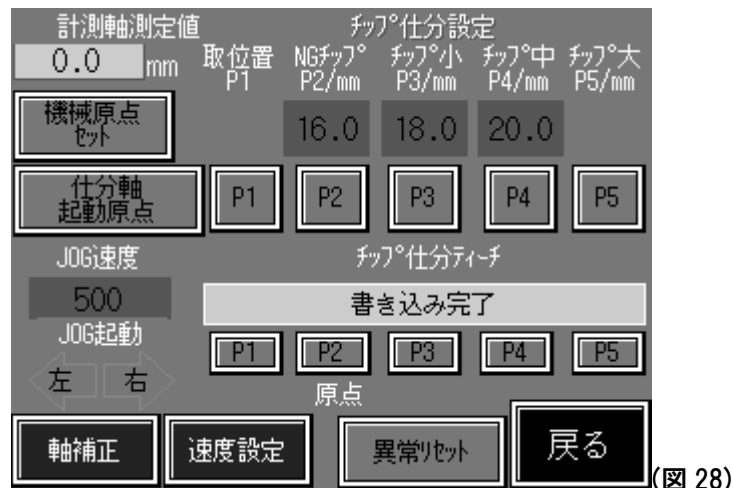 計測軸測定値 チップ仕分設定
0.0 mm 取位置 NGチップ チップ小 チップ中 チップ大
P1 P2/mm P3/mm P4/mm P5/mm
機械原点
セット
16.0 18.0 20.0
仕分軸
起動原点
P1 P2 P3 P4 P5
JOG速度 チップ仕分ティーチ
500 書き込み完了
JOG起動
P1 P2 P3 P4 P5
左 右
原点
軸補正 速度設定 異常リセット 戻る
(図 28)